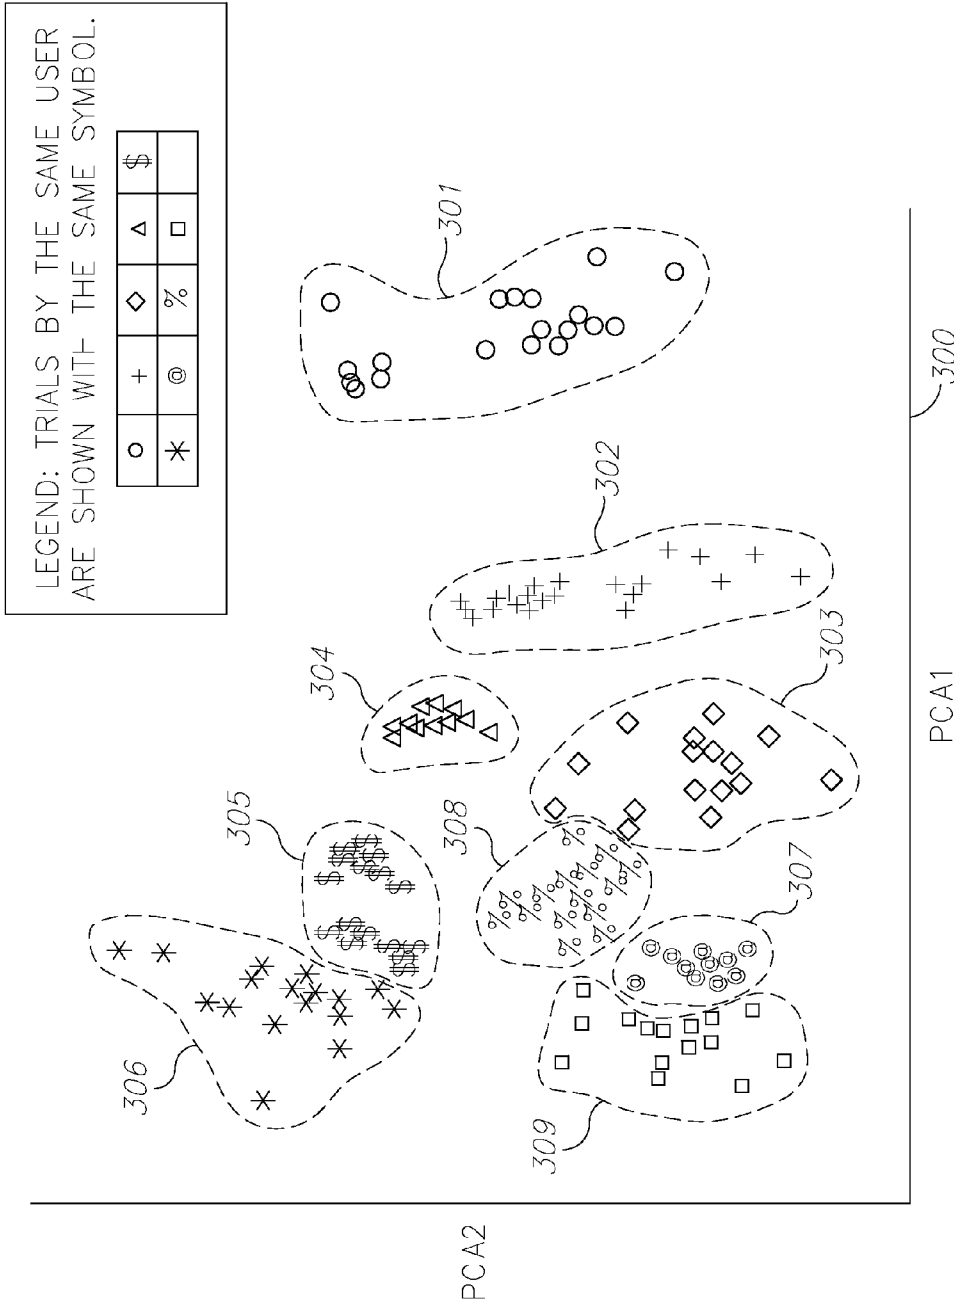 LEGEND: TRIALS BY THE SAME USER
ARE SHOWN WITH THE SAME SYMBOL.
○ + ◇ △ $
* @ % □
301
302
303
304
305
306
307
308
309
300
PCA1
PCA2